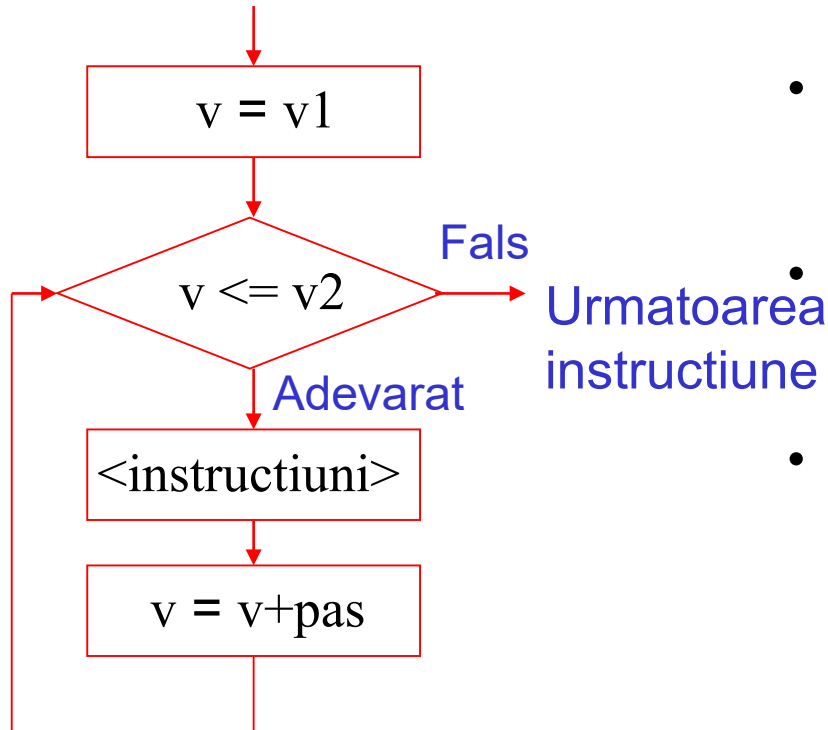 v = v1
v <= v2
Fals
Urmatoarea
instructiune
Adevarat
<instructiuni>
v = v+pas